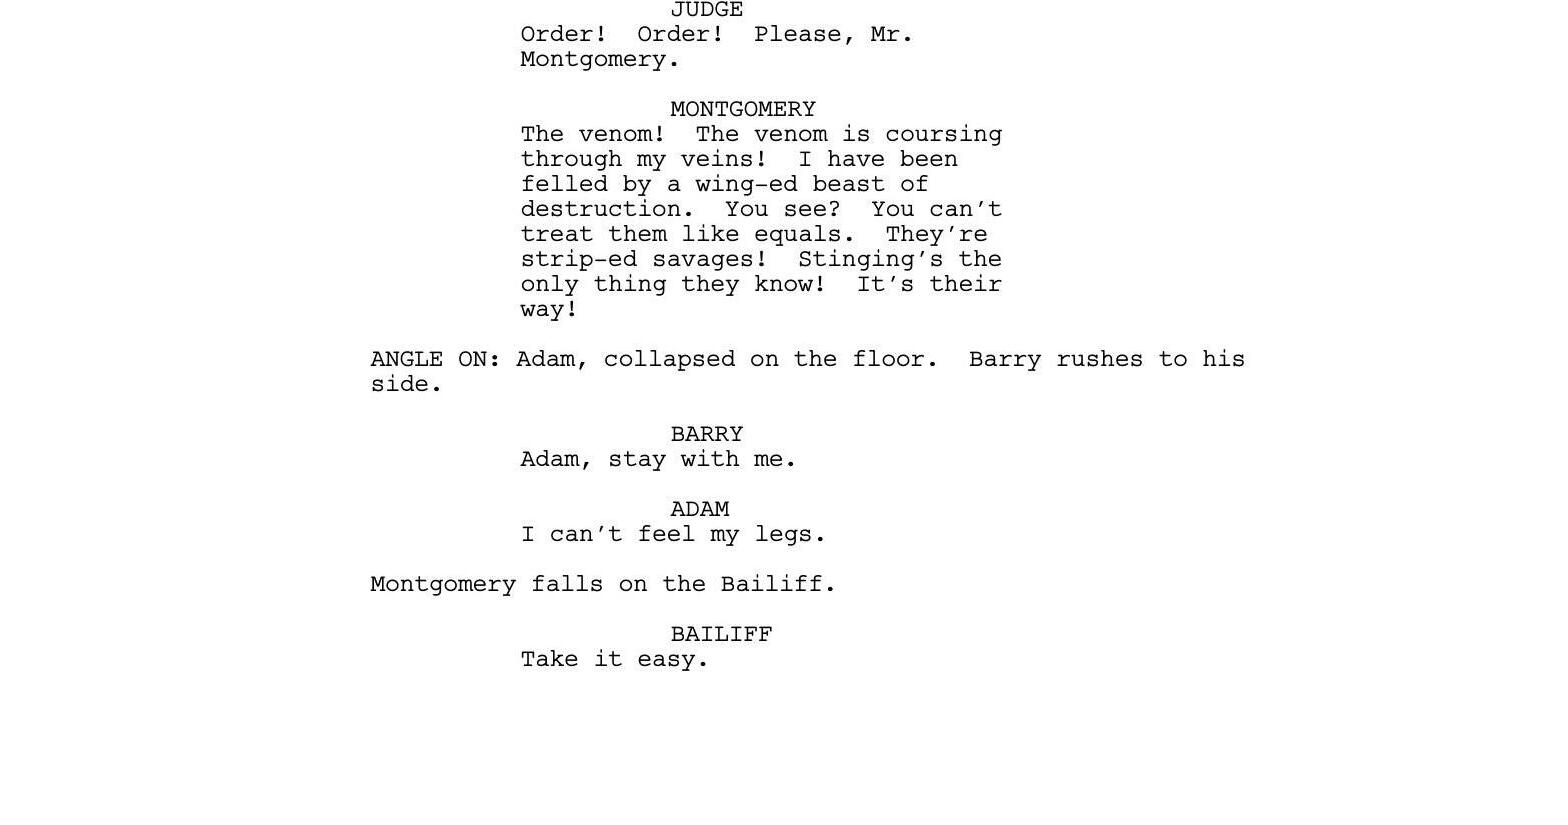 JUDGE
Order!  Order!  Please, Mr.
Montgomery.
MONTGOMERY
The venom!  The venom is coursing
through my veins!  I have been
felled by a wing-ed beast of
destruction.  You see?  You can't
treat them like equals.  They're
strip-ed savages!  Stinging's the
only thing they know!  It's their
way!
ANGLE ON: Adam, collapsed on the floor.  Barry rushes to his
side.
BARRY
Adam, stay with me.
ADAM
I can't feel my legs.
Montgomery falls on the Bailiff.
BAILIFF
Take it easy.